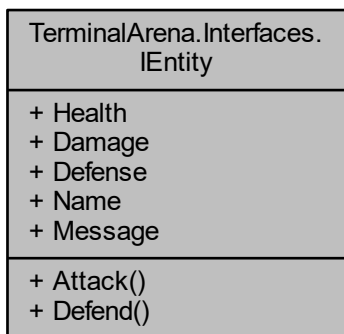 TerminalArena.Interfaces.
IEntity
+ Health
+ Damage
+ Defense
+ Name
+ Message
+ Attack()
+ Defend()